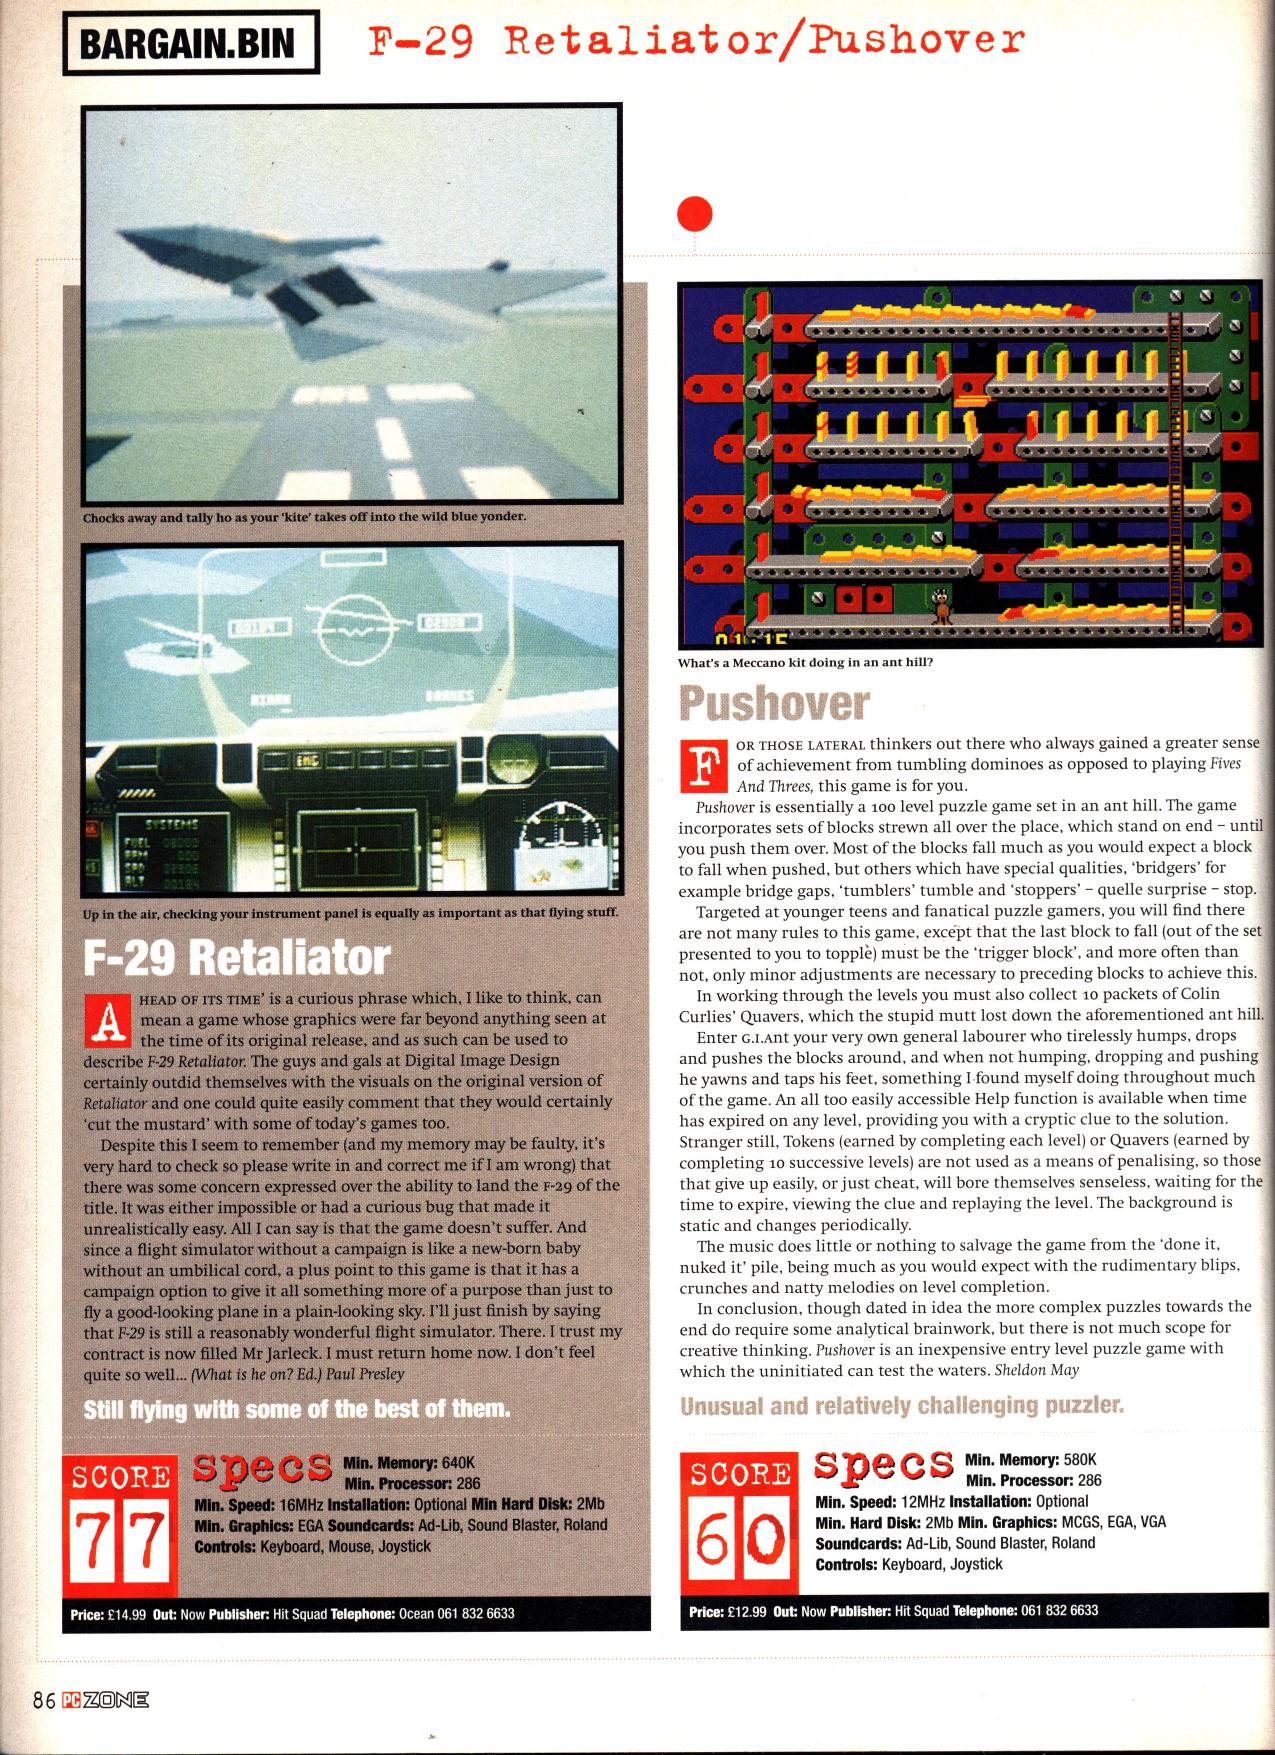 BARGAIN.BIN
F-29 Retaliator/Pushover
Chocks away and tally ho as your 'kite' takes off into the wild blue yonder.
EMG
SYSTEMS
FUEL
SPD
ALT
BRAKES
Up in the air, checking your instrument panel is equally as important as that flying stuff.
F-29 Retaliator
AHEAD OF ITS TIME' is a curious phrase which, I like to think, can
mean a game whose graphics were far beyond anything seen at
the time of its original release, and as such can be used to
describe F-29 Retaliator. The guys and gals at Digital Image Design
certainly outdid themselves with the visuals on the original version of
Retaliator and one could quite easily comment that they would certainly
'cut the mustard' with some of today's games too.
Despite this I seem to remember (and my memory may be faulty, it's
very hard to check so please write in and correct me if I am wrong) that
there was some concern expressed over the ability to land the F-29 of the
title. It was either impossible or had a curious bug that made it
unrealistically easy. All I can say is that the game doesn't suffer. And
since a flight simulator without a campaign is like a new-born baby
without an umbilical cord, a plus point to this game is that it has a
campaign option to give it all something more of a purpose than just to
fly a good-looking plane in a plain-looking sky. I'll just finish by saying
that F-29 is still a reasonably wonderful flight simulator. There. I trust my
contract is now filled Mr Jarleck. I must return home now. I don't feel
quite so well... (What is he on? Ed.) Paul Presley
Still flying with some of the best of them.
SCORE
77
specs
Min. Memory: 640K
Min. Processor: 286
Min. Speed: 16MHz Installation: Optional Min Hard Disk: 2Mb
Min. Graphics: EGA Soundcards: Ad-Lib, Sound Blaster, Roland
Controls: Keyboard, Mouse, Joystick
Price: £14.99 Out: Now Publisher: Hit Squad Telephone: Ocean 061 832 6633
01:15
What's a Meccano kit doing in an ant hill?
Pushover
FOR THOSE LATERAL thinkers out there who always gained a greater sense
of achievement from tumbling dominoes as opposed to playing Fives
And Threes, this game is for you.
Pushover is essentially a 100 level puzzle game set in an ant hill. The game
incorporates sets of blocks strewn all over the place, which stand on end – until
you push them over. Most of the blocks fall much as you would expect a block
to fall when pushed, but others which have special qualities, 'bridgers' for
example bridge gaps, 'tumblers' tumble and 'stoppers' – quelle surprise – stop.
Targeted at younger teens and fanatical puzzle gamers, you will find there
are not many rules to this game, except that the last block to fall (out of the set
presented to you to topple) must be the 'trigger block', and more often than
not, only minor adjustments are necessary to preceding blocks to achieve this.
In working through the levels you must also collect 10 packets of Colin
Curlies' Quavers, which the stupid mutt lost down the aforementioned ant hill.
Enter G.I.Ant your very own general labourer who tirelessly humps, drops
and pushes the blocks around, and when not humping, dropping and pushing
he yawns and taps his feet, something I found myself doing throughout much
of the game. An all too easily accessible Help function is available when time
has expired on any level, providing you with a cryptic clue to the solution.
Stranger still, Tokens (earned by completing each level) or Quavers (earned by
completing 10 successive levels) are not used as a means of penalising, so those
that give up easily, or just cheat, will bore themselves senseless, waiting for the
time to expire, viewing the clue and replaying the level. The background is
static and changes periodically.
The music does little or nothing to salvage the game from the 'done it,
nuked it' pile, being much as you would expect with the rudimentary blips,
crunches and natty melodies on level completion.
In conclusion, though dated in idea the more complex puzzles towards the
end do require some analytical brainwork, but there is not much scope for
creative thinking. Pushover is an inexpensive entry level puzzle game with
which the uninitiated can test the waters. Sheldon May
Unusual and relatively challenging puzzler.
SCORE
60
specs
Min. Memory: 580K
Min. Processor: 286
Min. Speed: 12MHz Installation: Optional
Min. Hard Disk: 2Mb Min. Graphics: MCGS, EGA, VGA
Soundcards: Ad-Lib, Sound Blaster, Roland
Controls: Keyboard, Joystick
Price: £12.99 Out: Now Publisher: Hit Squad Telephone: 061 832 6633
86 PC ZONE